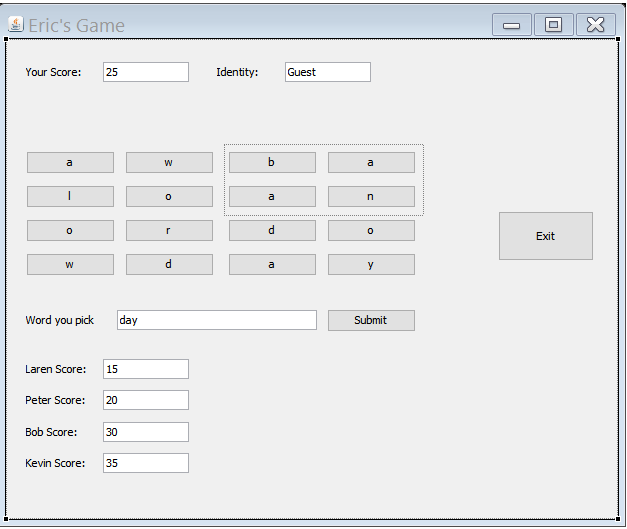 Eric's Game
Your Score: 25 Identity: Guest
a w b a
l o a n
o r d o
w d a y
Exit
Word you pick day Submit
Laren Score: 15
Peter Score: 20
Bob Score: 30
Kevin Score: 35